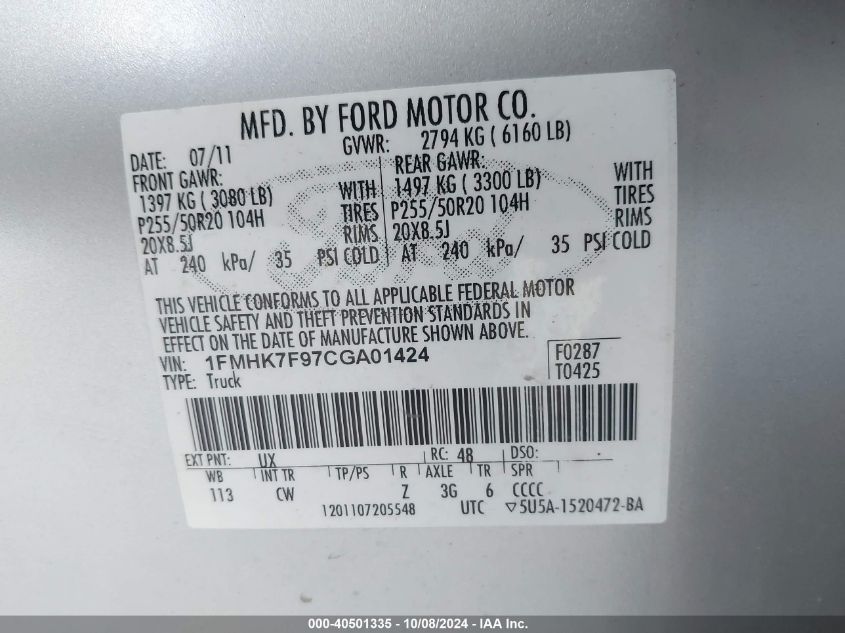 MFD. BY FORD MOTOR CO.
DATE: 07/11 GVWR: 2794 KG ( 6160 LB)
FRONT GAWR: REAR GAWR:
1397 KG ( 3080 LB) WITH 1497 KG ( 3300 LB) WITH
P255/50R20 104H TIRES P255/50R20 104H TIRES
20X8.5J RIMS 20X8.5J RIMS
AT 240 kPa/ 35 PSI COLD AT 240 kPa/ 35 PSI COLD
THIS VEHICLE CONFORMS TO ALL APPLICABLE FEDERAL MOTOR
VEHICLE SAFETY AND THEFT PREVENTION STANDARDS IN
EFFECT ON THE DATE OF MANUFACTURE SHOWN ABOVE.
VIN: 1FMHK7F97CGA01424 F0287
TYPE: Truck T0425
EXT PNT: UX RC: 48 DSO:
WB INT TR TP/PS R AXLE TR SPR
113 CW Z 3G 6 CCCC
1201107205548 UTC ▽5U5A-1520472-BA
000-40501335 - 10/08/2024 - IAA Inc.